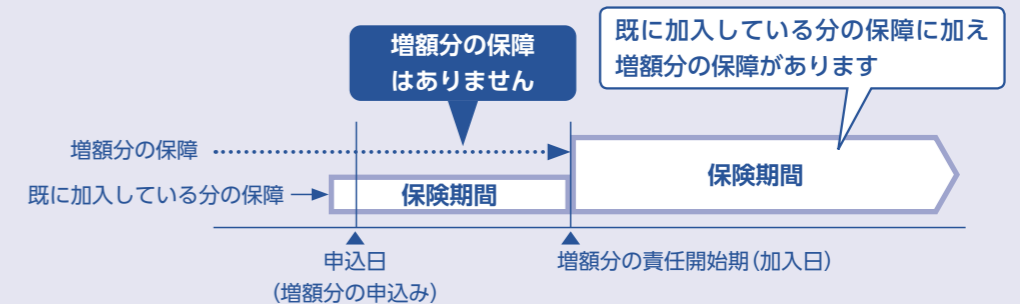 増額分の保障
はありません
既に加入している分の保障に加え
増額分の保障があります
増額分の保障
既に加入している分の保障
保険期間
保険期間
申込日
(増額分の申込み)
増額分の責任開始期(加入日)